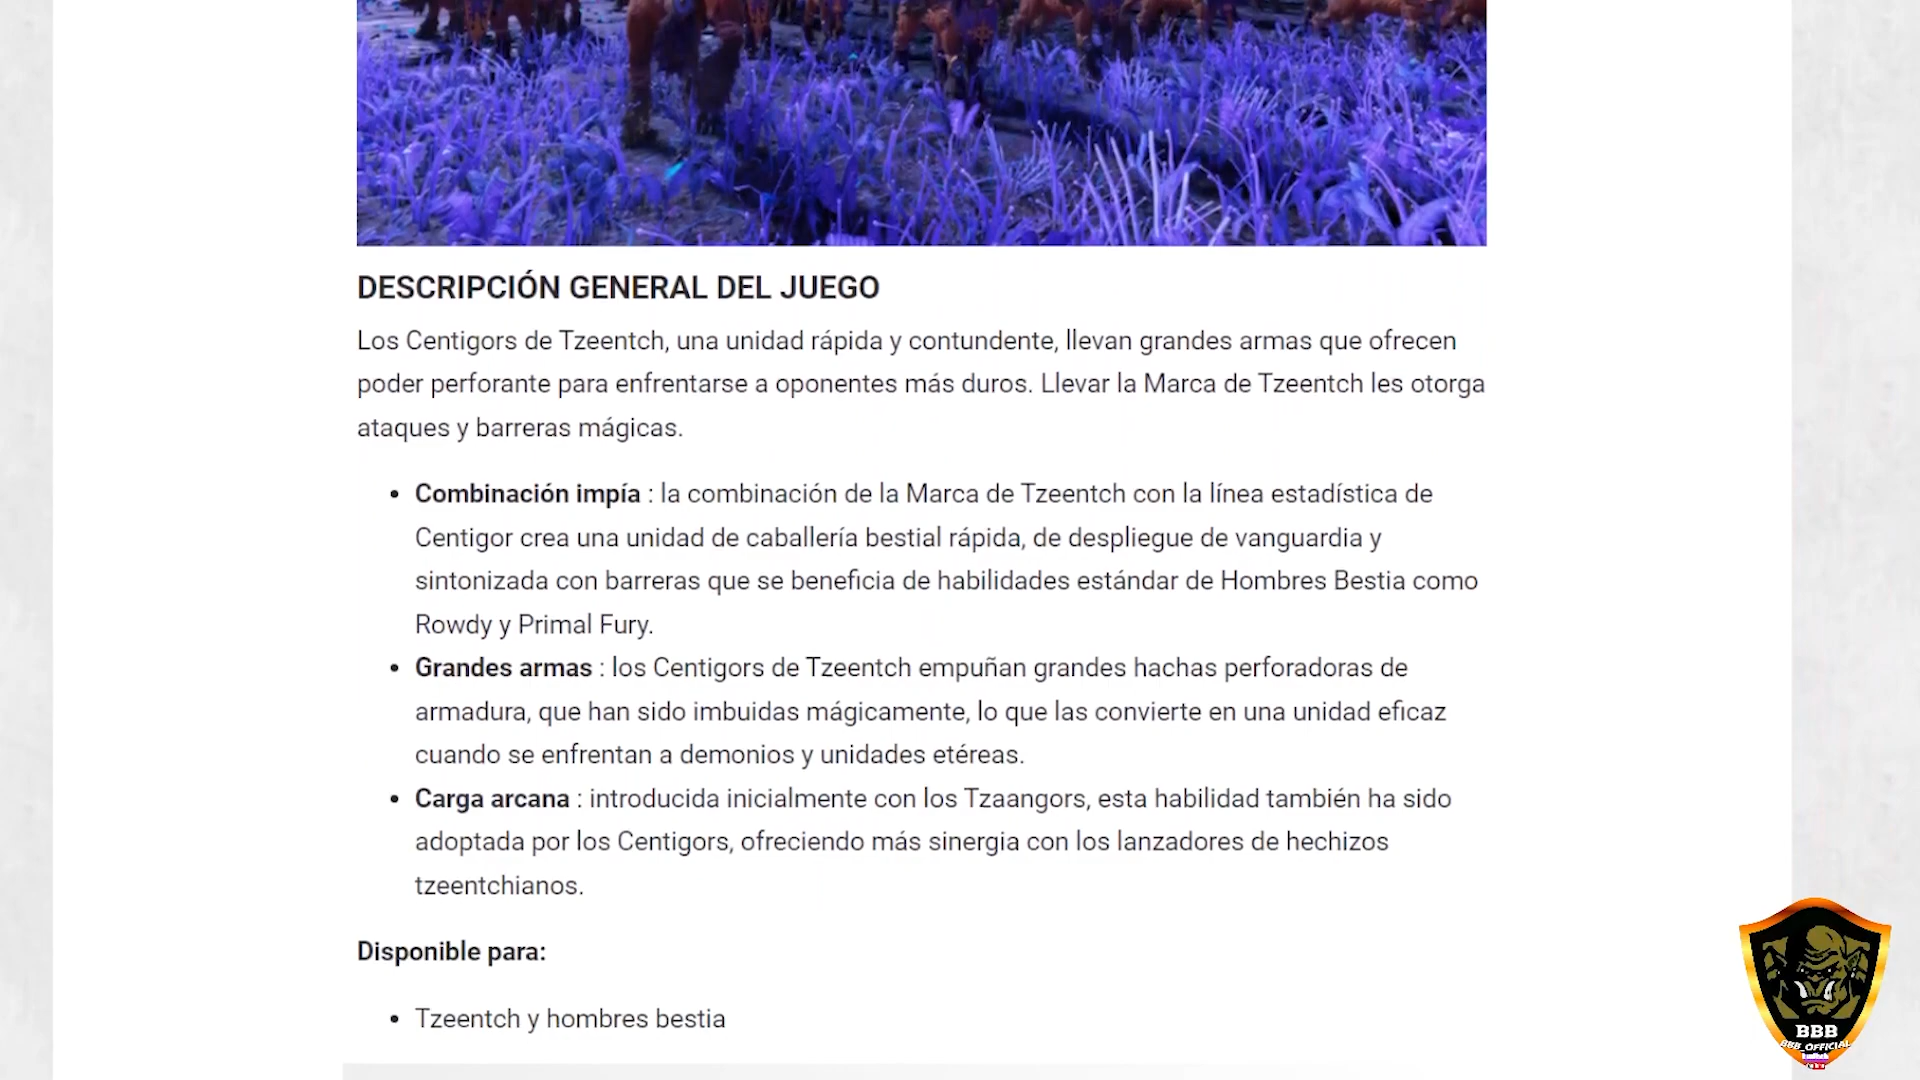 DESCRIPCIÓN GENERAL DEL JUEGO
Los Centigors de Tzeentch, una unidad rápida y contundente, llevan grandes armas que ofrecen
poder perforante para enfrentarse a oponentes más duros. Llevar la Marca de Tzeentch les otorga
ataques y barreras mágicas.
• Combinación impía : la combinación de la Marca de Tzeentch con la línea estadística de
Centigor crea una unidad de caballería bestial rápida, de despliegue de vanguardia y
sintonizada con barreras que se beneficia de habilidades estándar de Hombres Bestia como
Rowdy y Primal Fury.
• Grandes armas : los Centigors de Tzeentch empuñan grandes hachas perforadoras de
armadura, que han sido imbuidas mágicamente, lo que las convierte en una unidad eficaz
cuando se enfrentan a demonios y unidades etéreas.
• Carga arcana : introducida inicialmente con los Tzaangors, esta habilidad también ha sido
adoptada por los Centigors, ofreciendo más sinergia con los lanzadores de hechizos
tzeentchianos.
Disponible para:
• Tzeentch y hombres bestia
BBB
BBB_OFFICIAL